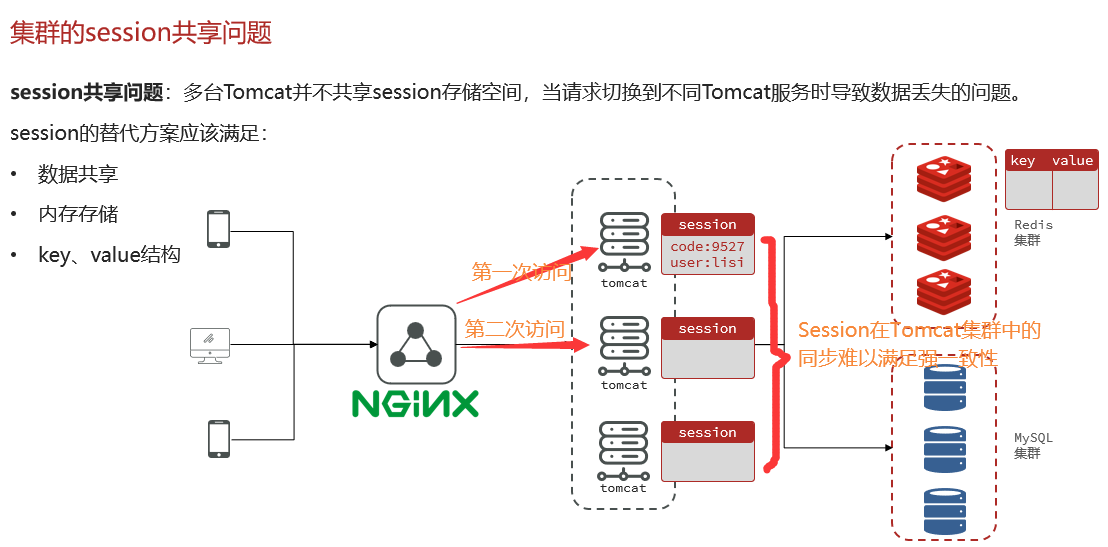 集群的session共享问题
session共享问题：多台Tomcat并不共享session存储空间，当请求切换到不同Tomcat服务时导致数据丢失的问题。
session的替代方案应该满足：
• 数据共享
• 内存存储
• key、value结构
NGINX
第一次访问
第二次访问
tomcat
session
code:9527
user:lisi
tomcat
session
tomcat
session
Session在Tomcat集群中的
同步难以满足强一致性
key value
Redis
集群
MySQL
集群